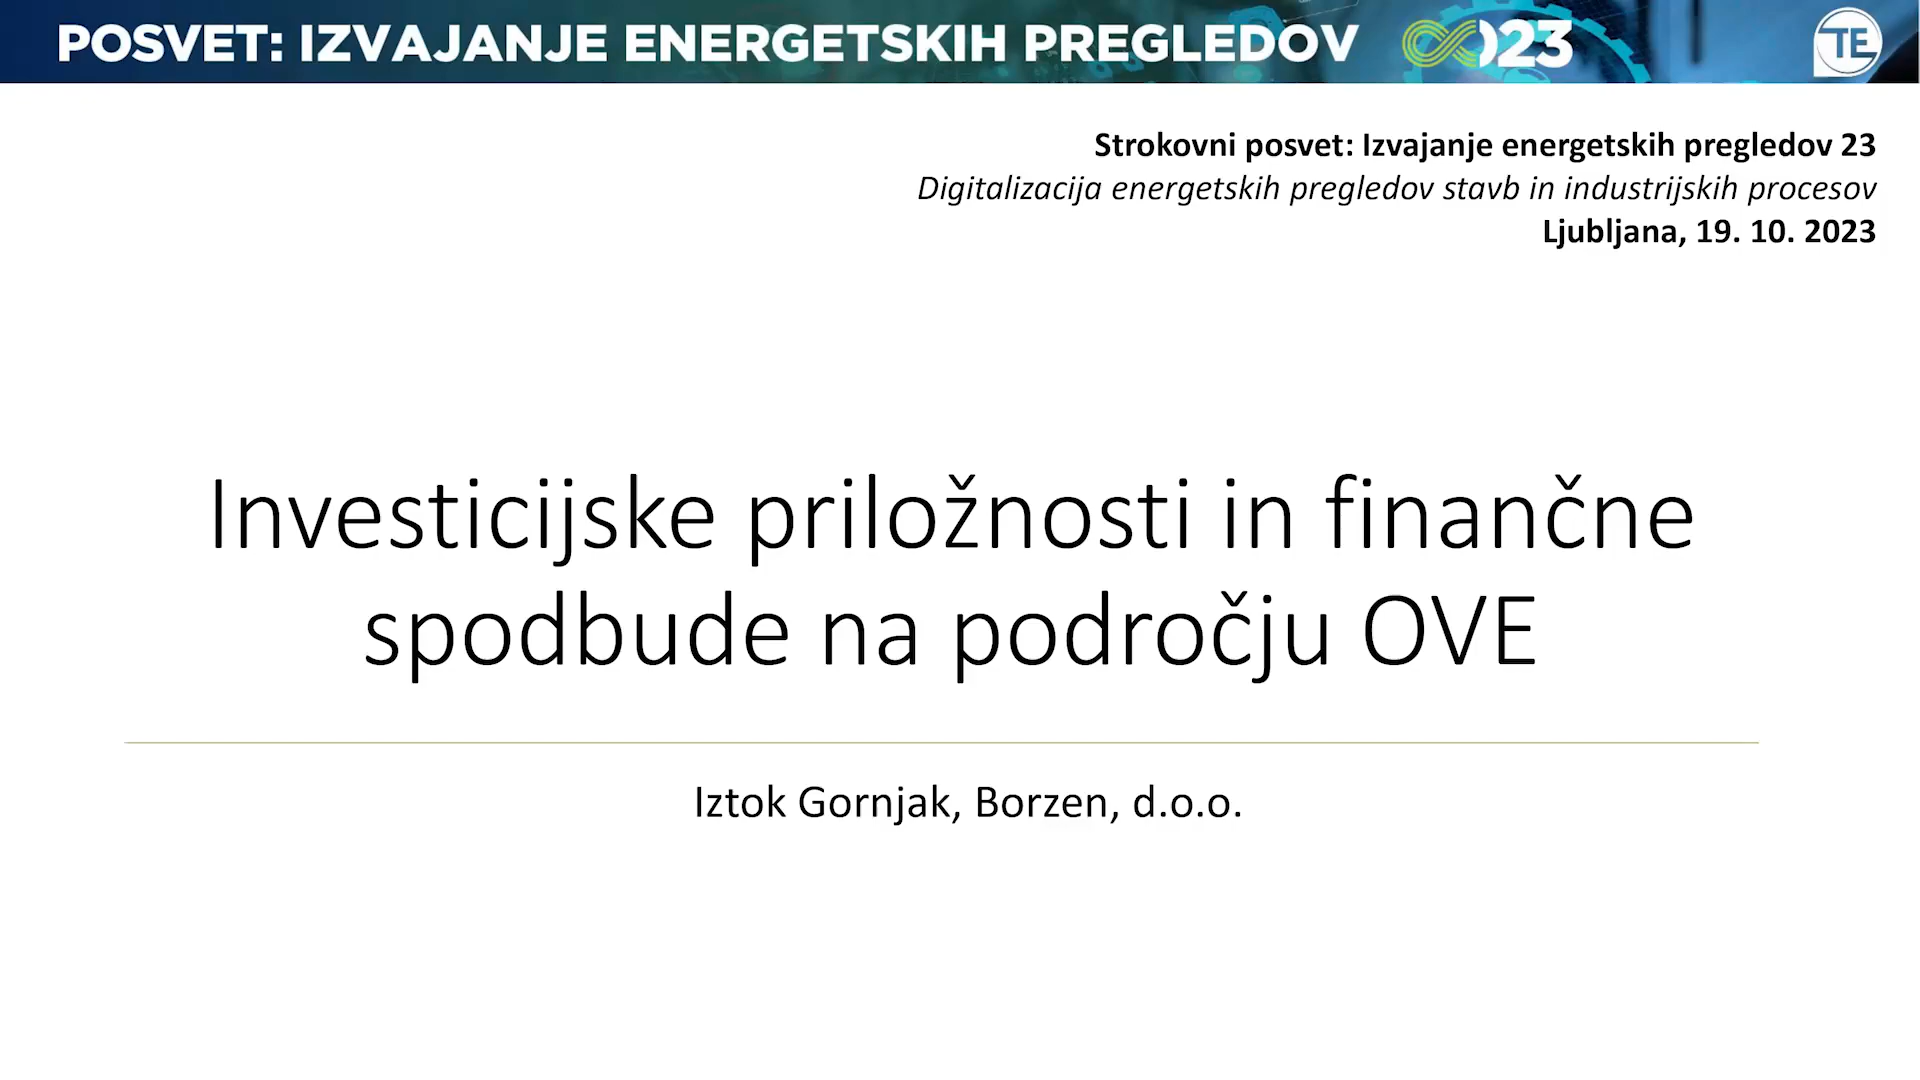 POSVET: IZVAJANJE ENERGETSKIH PREGLEDOV 023
TE
Strokovni posvet: Izvajanje energetskih pregledov 23
Digitalizacija energetskih pregledov stavb in industrijskih procesov
Ljubljana, 19. 10. 2023
Investicijske priložnosti in finančne
spodbude na področju OVE
Iztok Gornjak, Borzen, d.o.o.